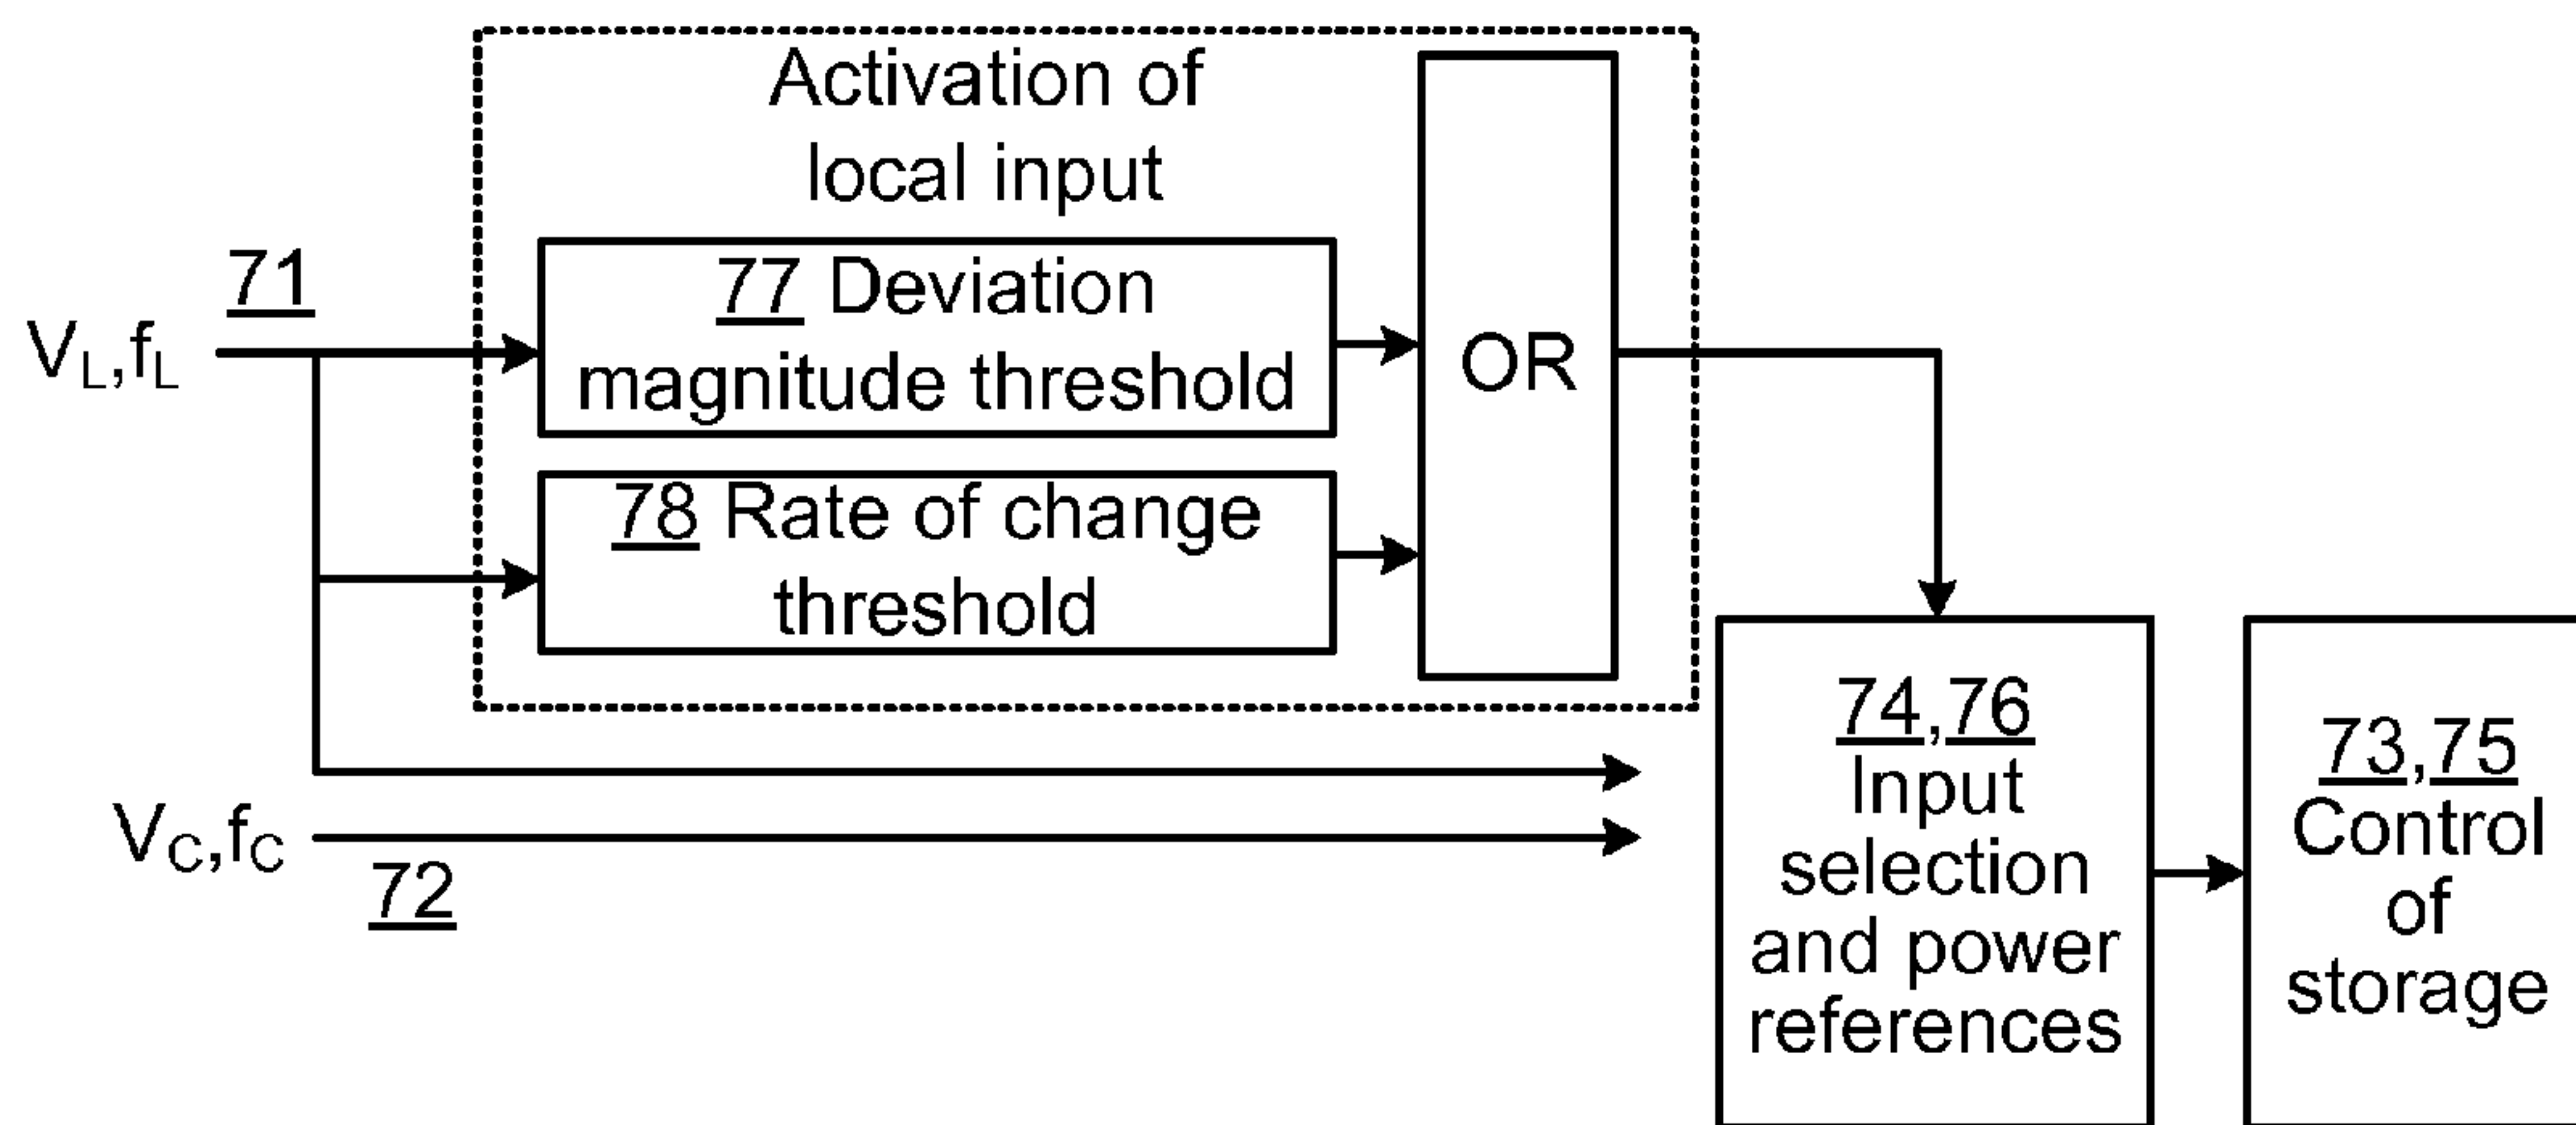 Activation of
local input
71
V_L,f_L
77 Deviation
magnitude threshold
OR
78 Rate of change
threshold
V_C,f_C
72
74,76
Input
selection
and power
references
73,75
Control
of
storage